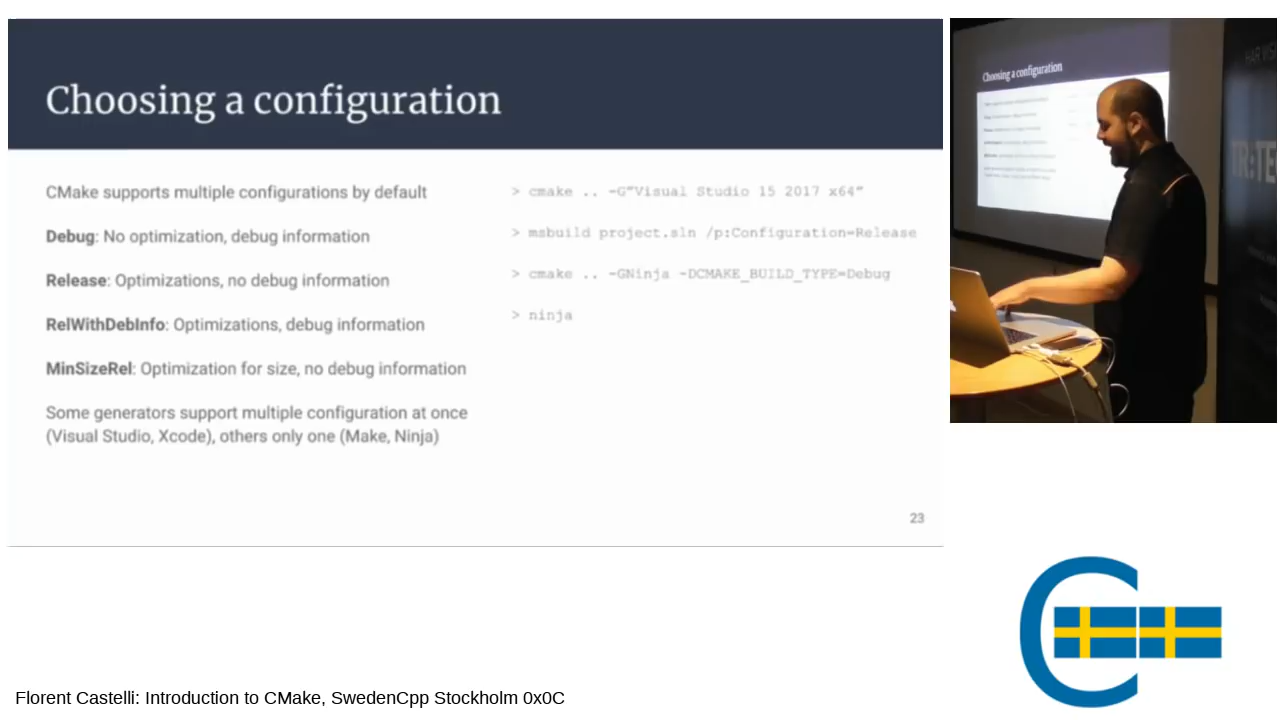 Choosing a configuration
CMake supports multiple configurations by default
Debug: No optimization, debug information
Release: Optimizations, no debug information
RelWithDebInfo: Optimizations, debug information
MinSizeRel: Optimization for size, no debug information
Some generators support multiple configuration at once
(Visual Studio, Xcode), others only one (Make, Ninja)
> cmake .. -G”Visual Studio 15 2017 x64”
> msbuild project.sln /p:Configuration=Release
> cmake .. -GNinja -DCMAKE_BUILD_TYPE=Debug
> ninja
23
Choosing a configuration
Florent Castelli: Introduction to CMake, SwedenCpp Stockholm 0x0C